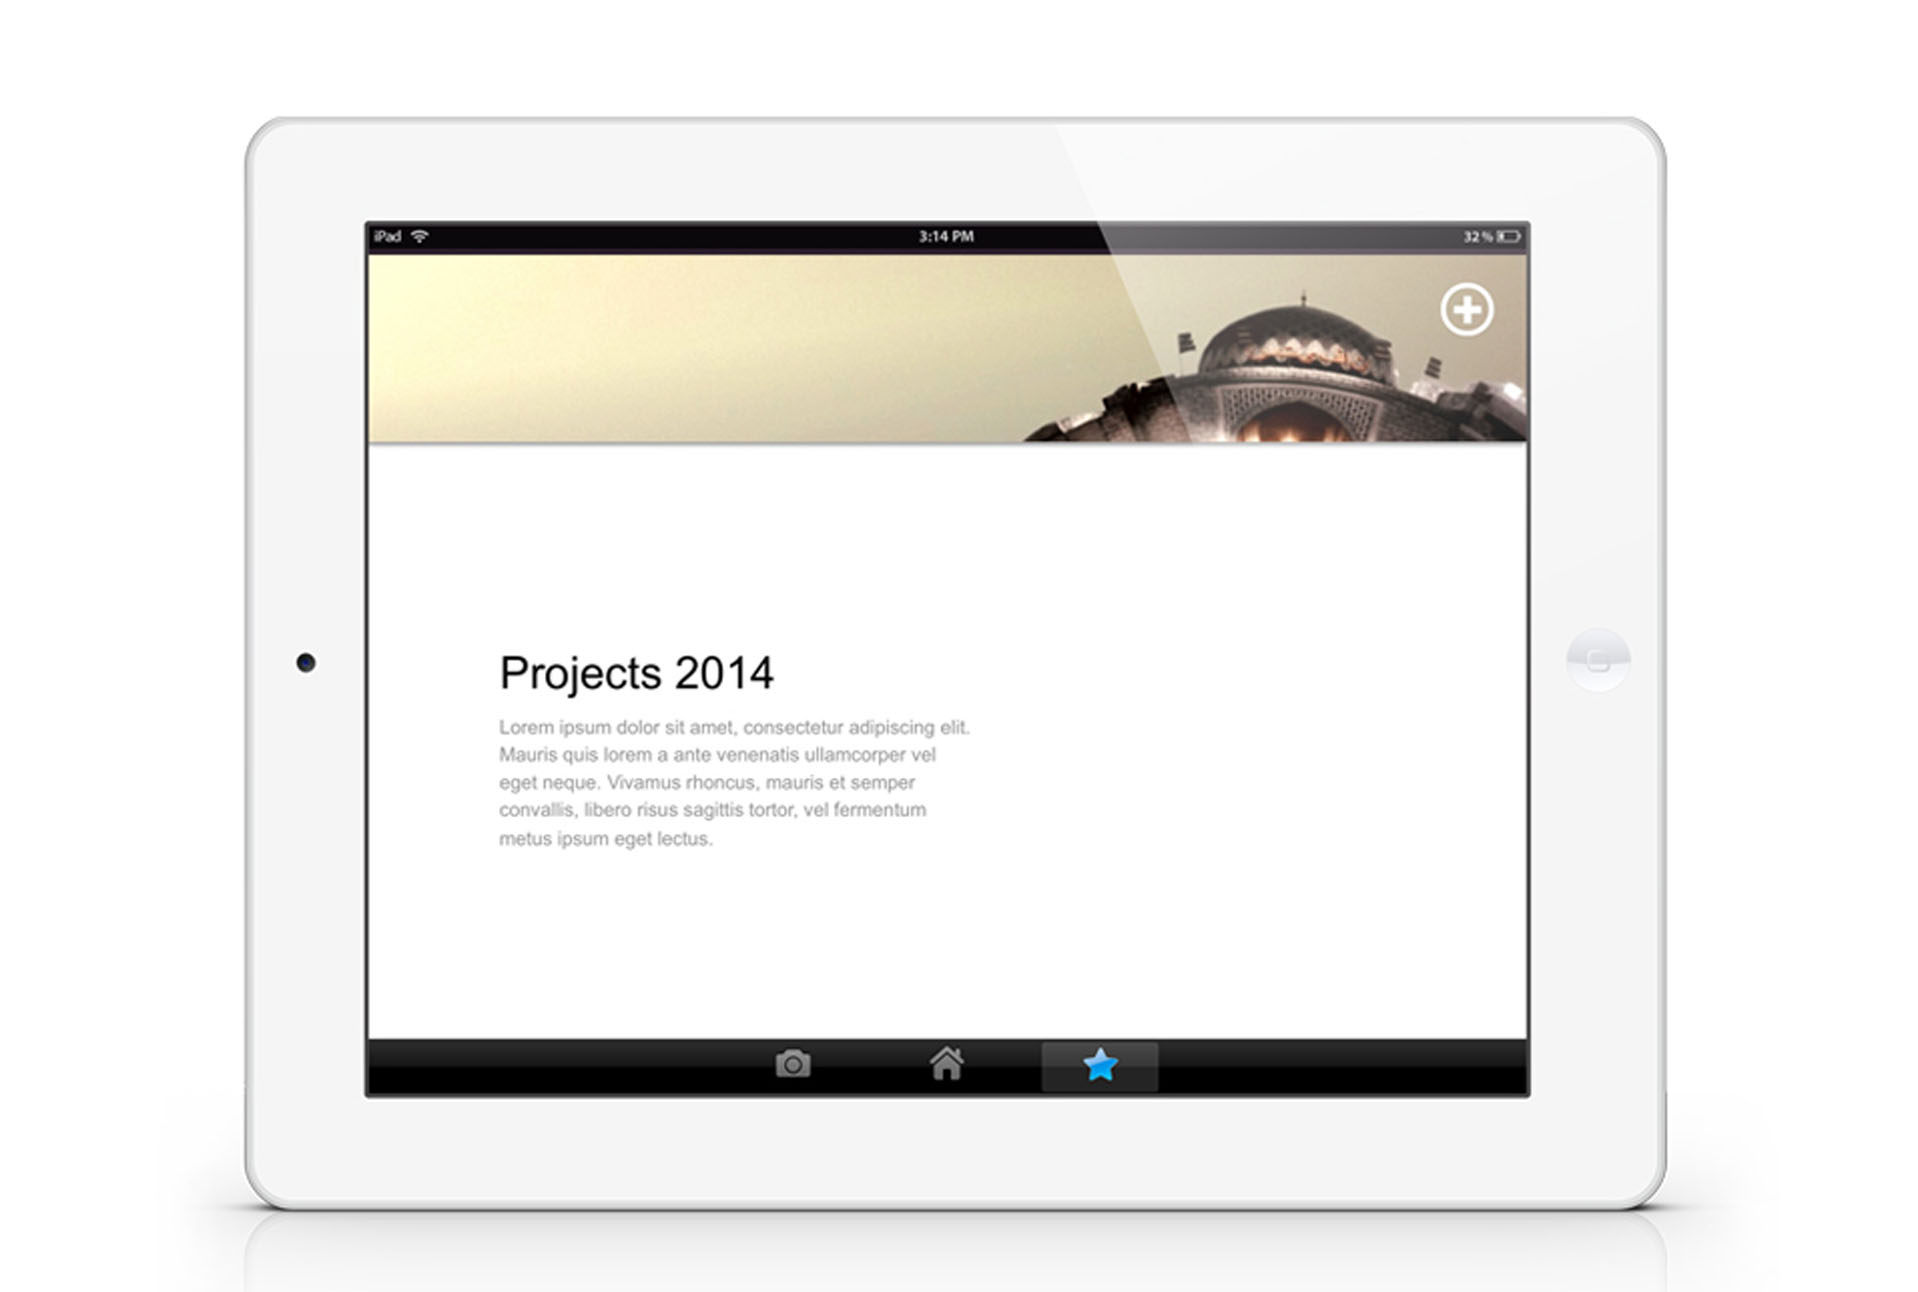 iPad 3:14 PM 32%
Projects 2014
Lorem ipsum dolor sit amet, consectetur adipiscing elit.
Mauris quis lorem a ante venenatis ullamcorper vel
eget neque. Vivamus rhoncus, mauris et semper
convallis, libero risus sagittis tortor, vel fermentum
metus ipsum eget lectus.